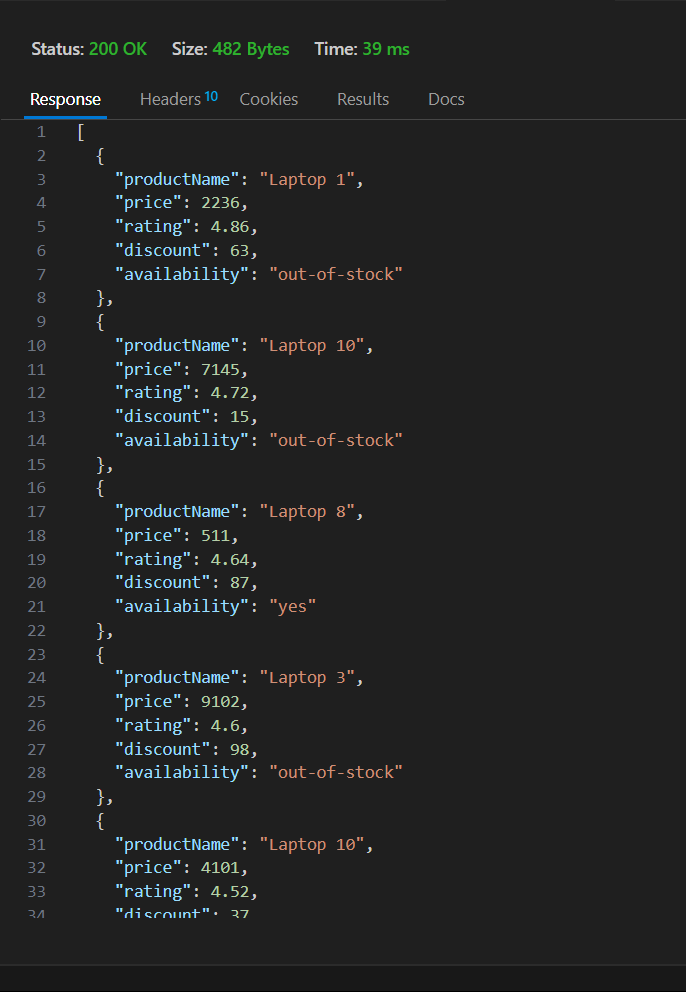 Status: 200 OK Size: 482 Bytes Time: 39 ms
Response Headers 10 Cookies Results Docs
1 [
2 {
3 "productName": "Laptop 1",
4 "price": 2236,
5 "rating": 4.86,
6 "discount": 63,
7 "availability": "out-of-stock"
8 },
9 {
10 "productName": "Laptop 10",
11 "price": 7145,
12 "rating": 4.72,
13 "discount": 15,
14 "availability": "out-of-stock"
15 },
16 {
17 "productName": "Laptop 8",
18 "price": 511,
19 "rating": 4.64,
20 "discount": 87,
21 "availability": "yes"
22 },
23 {
24 "productName": "Laptop 3",
25 "price": 9102,
26 "rating": 4.6,
27 "discount": 98,
28 "availability": "out-of-stock"
29 },
30 {
31 "productName": "Laptop 10",
32 "price": 4101,
33 "rating": 4.52,
34 "discount": 37